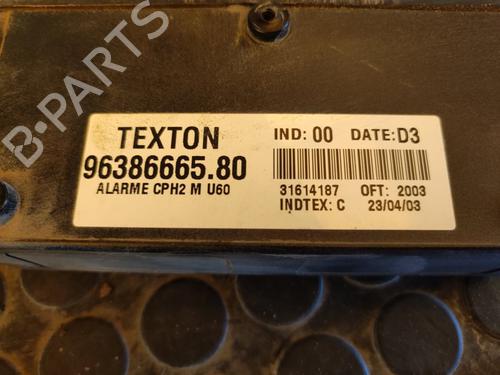 B-PARTS
TEXTON
IND: 00 DATE: D3
96386665.80
ALARME CPH2 M U60
31614187 OFT: 2003
INDTEX: C 23/04/03